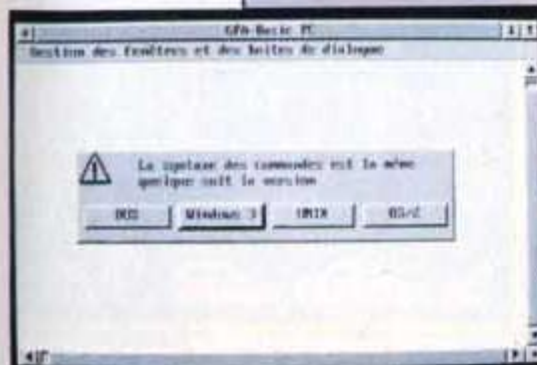 GFA-Basic PC
Gestion des fenêtres et des boites de dialogue
La syntaxe des commandes est la même
quelque soit la version
DOS
Windows 3
UNIX
OS/2